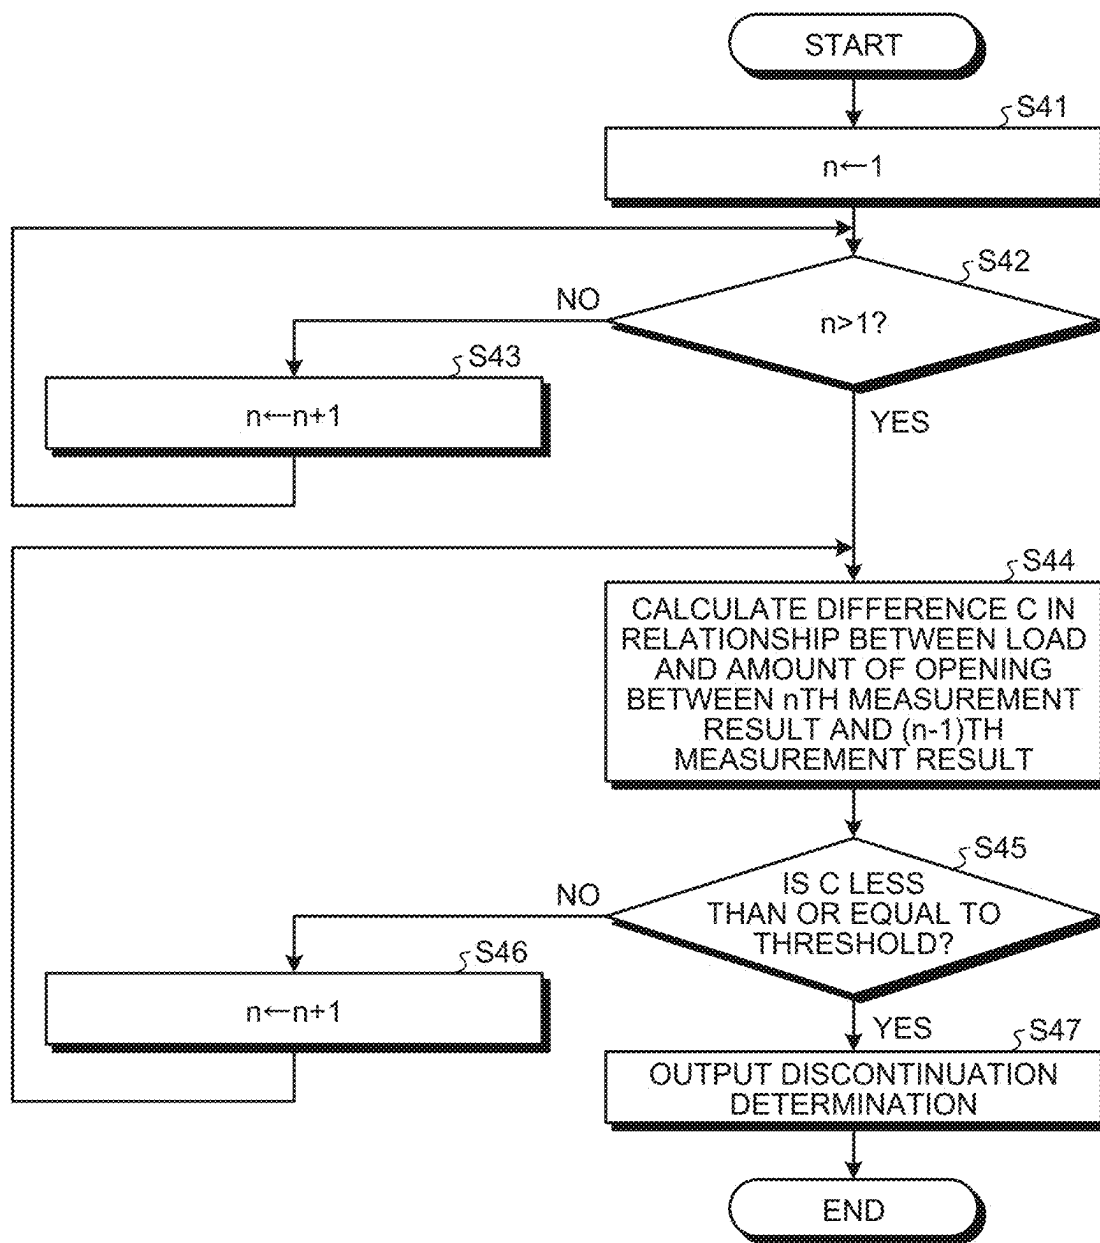 START
S41
n←1
S42
NO
n>1?
S43
n←n+1
YES
S44
CALCULATE DIFFERENCE C IN
RELATIONSHIP BETWEEN LOAD
AND AMOUNT OF OPENING
BETWEEN nTH MEASUREMENT
RESULT AND (n-1)TH
MEASUREMENT RESULT
S45
NO
IS C LESS
THAN OR EQUAL TO
THRESHOLD?
S46
n←n+1
YES
S47
OUTPUT DISCONTINUATION
DETERMINATION
END